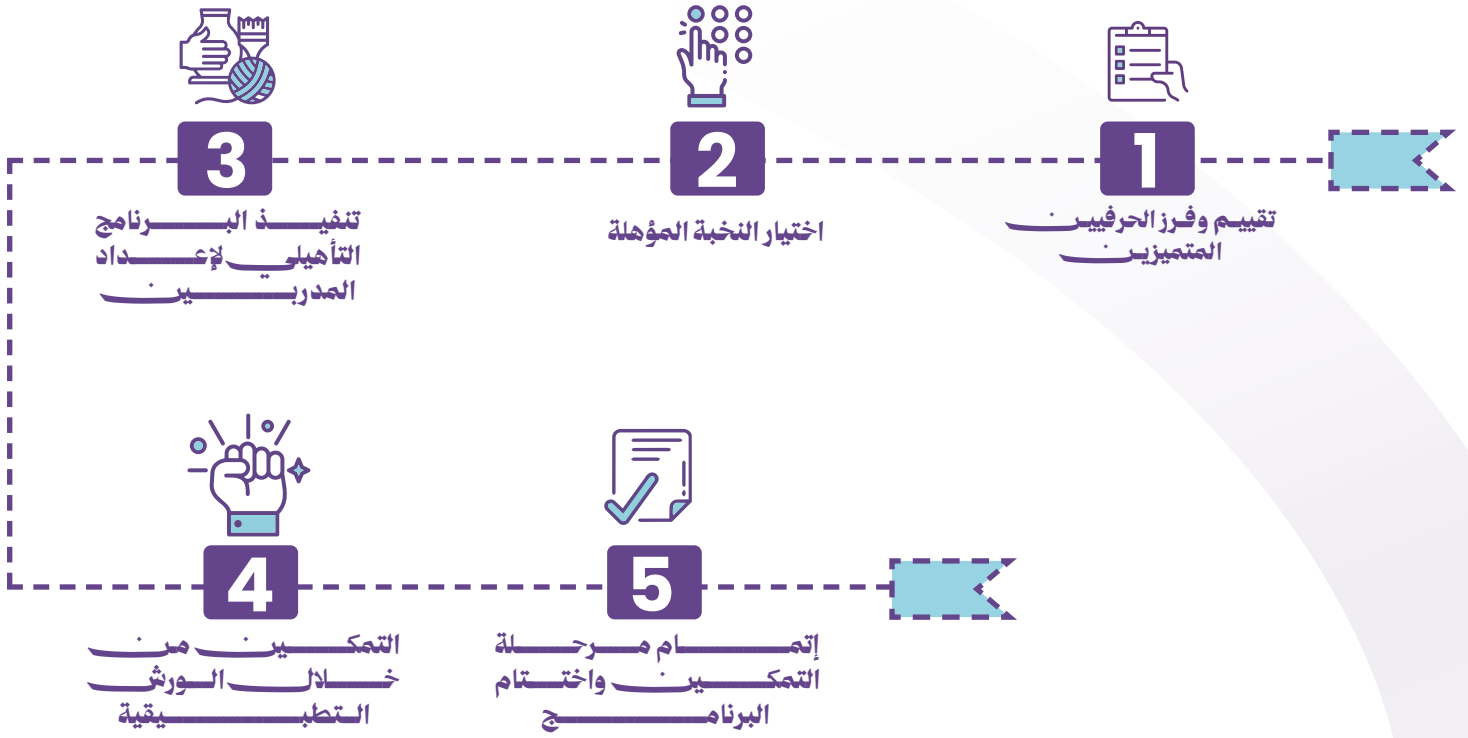 1
تقييم وفرز الحرفيين
المتميزين
2
اختيار النخبة المؤهلة
3
تنفيذ البرنامج
التأهيلي لإعداد
المدربين
4
التمكين من
خلال الورش
التطبيقية
5
إتمام مرحلة
التمكين واختتام
البرنامج